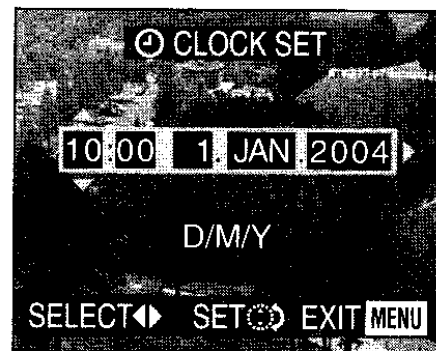 CLOCK SET
10:00 1. JAN.2004
D/M/Y
SELECT SET EXIT MENU